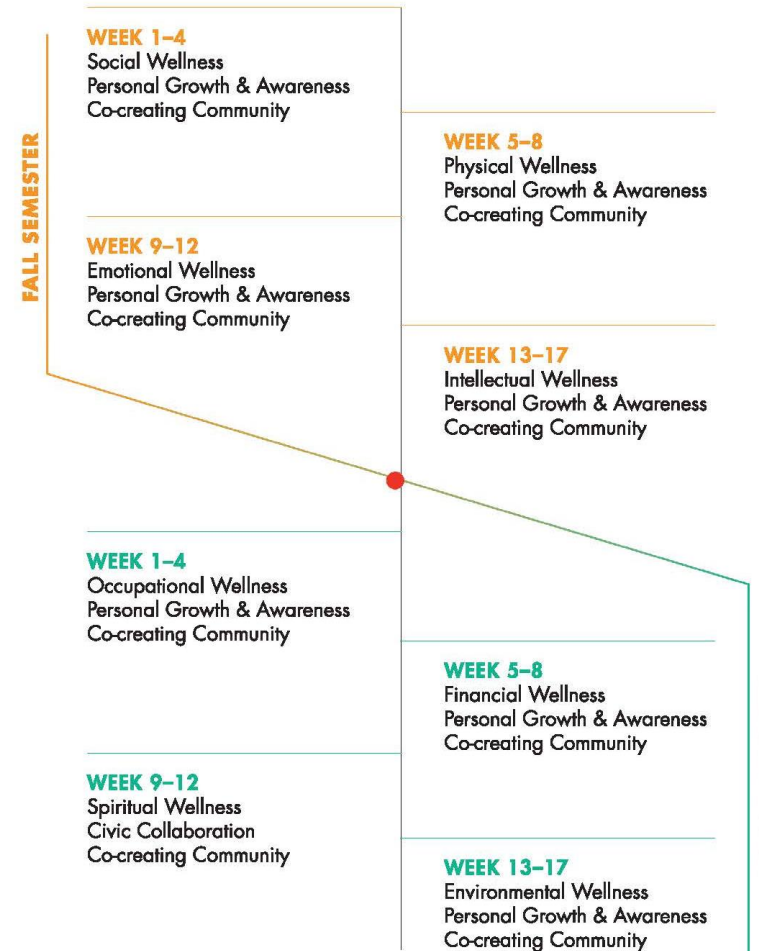 FALL SEMESTER
WEEK 1–4
Social Wellness
Personal Growth & Awareness
Co-creating Community
WEEK 5–8
Physical Wellness
Personal Growth & Awareness
Co-creating Community
WEEK 9–12
Emotional Wellness
Personal Growth & Awareness
Co-creating Community
WEEK 13–17
Intellectual Wellness
Personal Growth & Awareness
Co-creating Community
WEEK 1–4
Occupational Wellness
Personal Growth & Awareness
Co-creating Community
WEEK 5–8
Financial Wellness
Personal Growth & Awareness
Co-creating Community
WEEK 9–12
Spiritual Wellness
Civic Collaboration
Co-creating Community
WEEK 13–17
Environmental Wellness
Personal Growth & Awareness
Co-creating Community